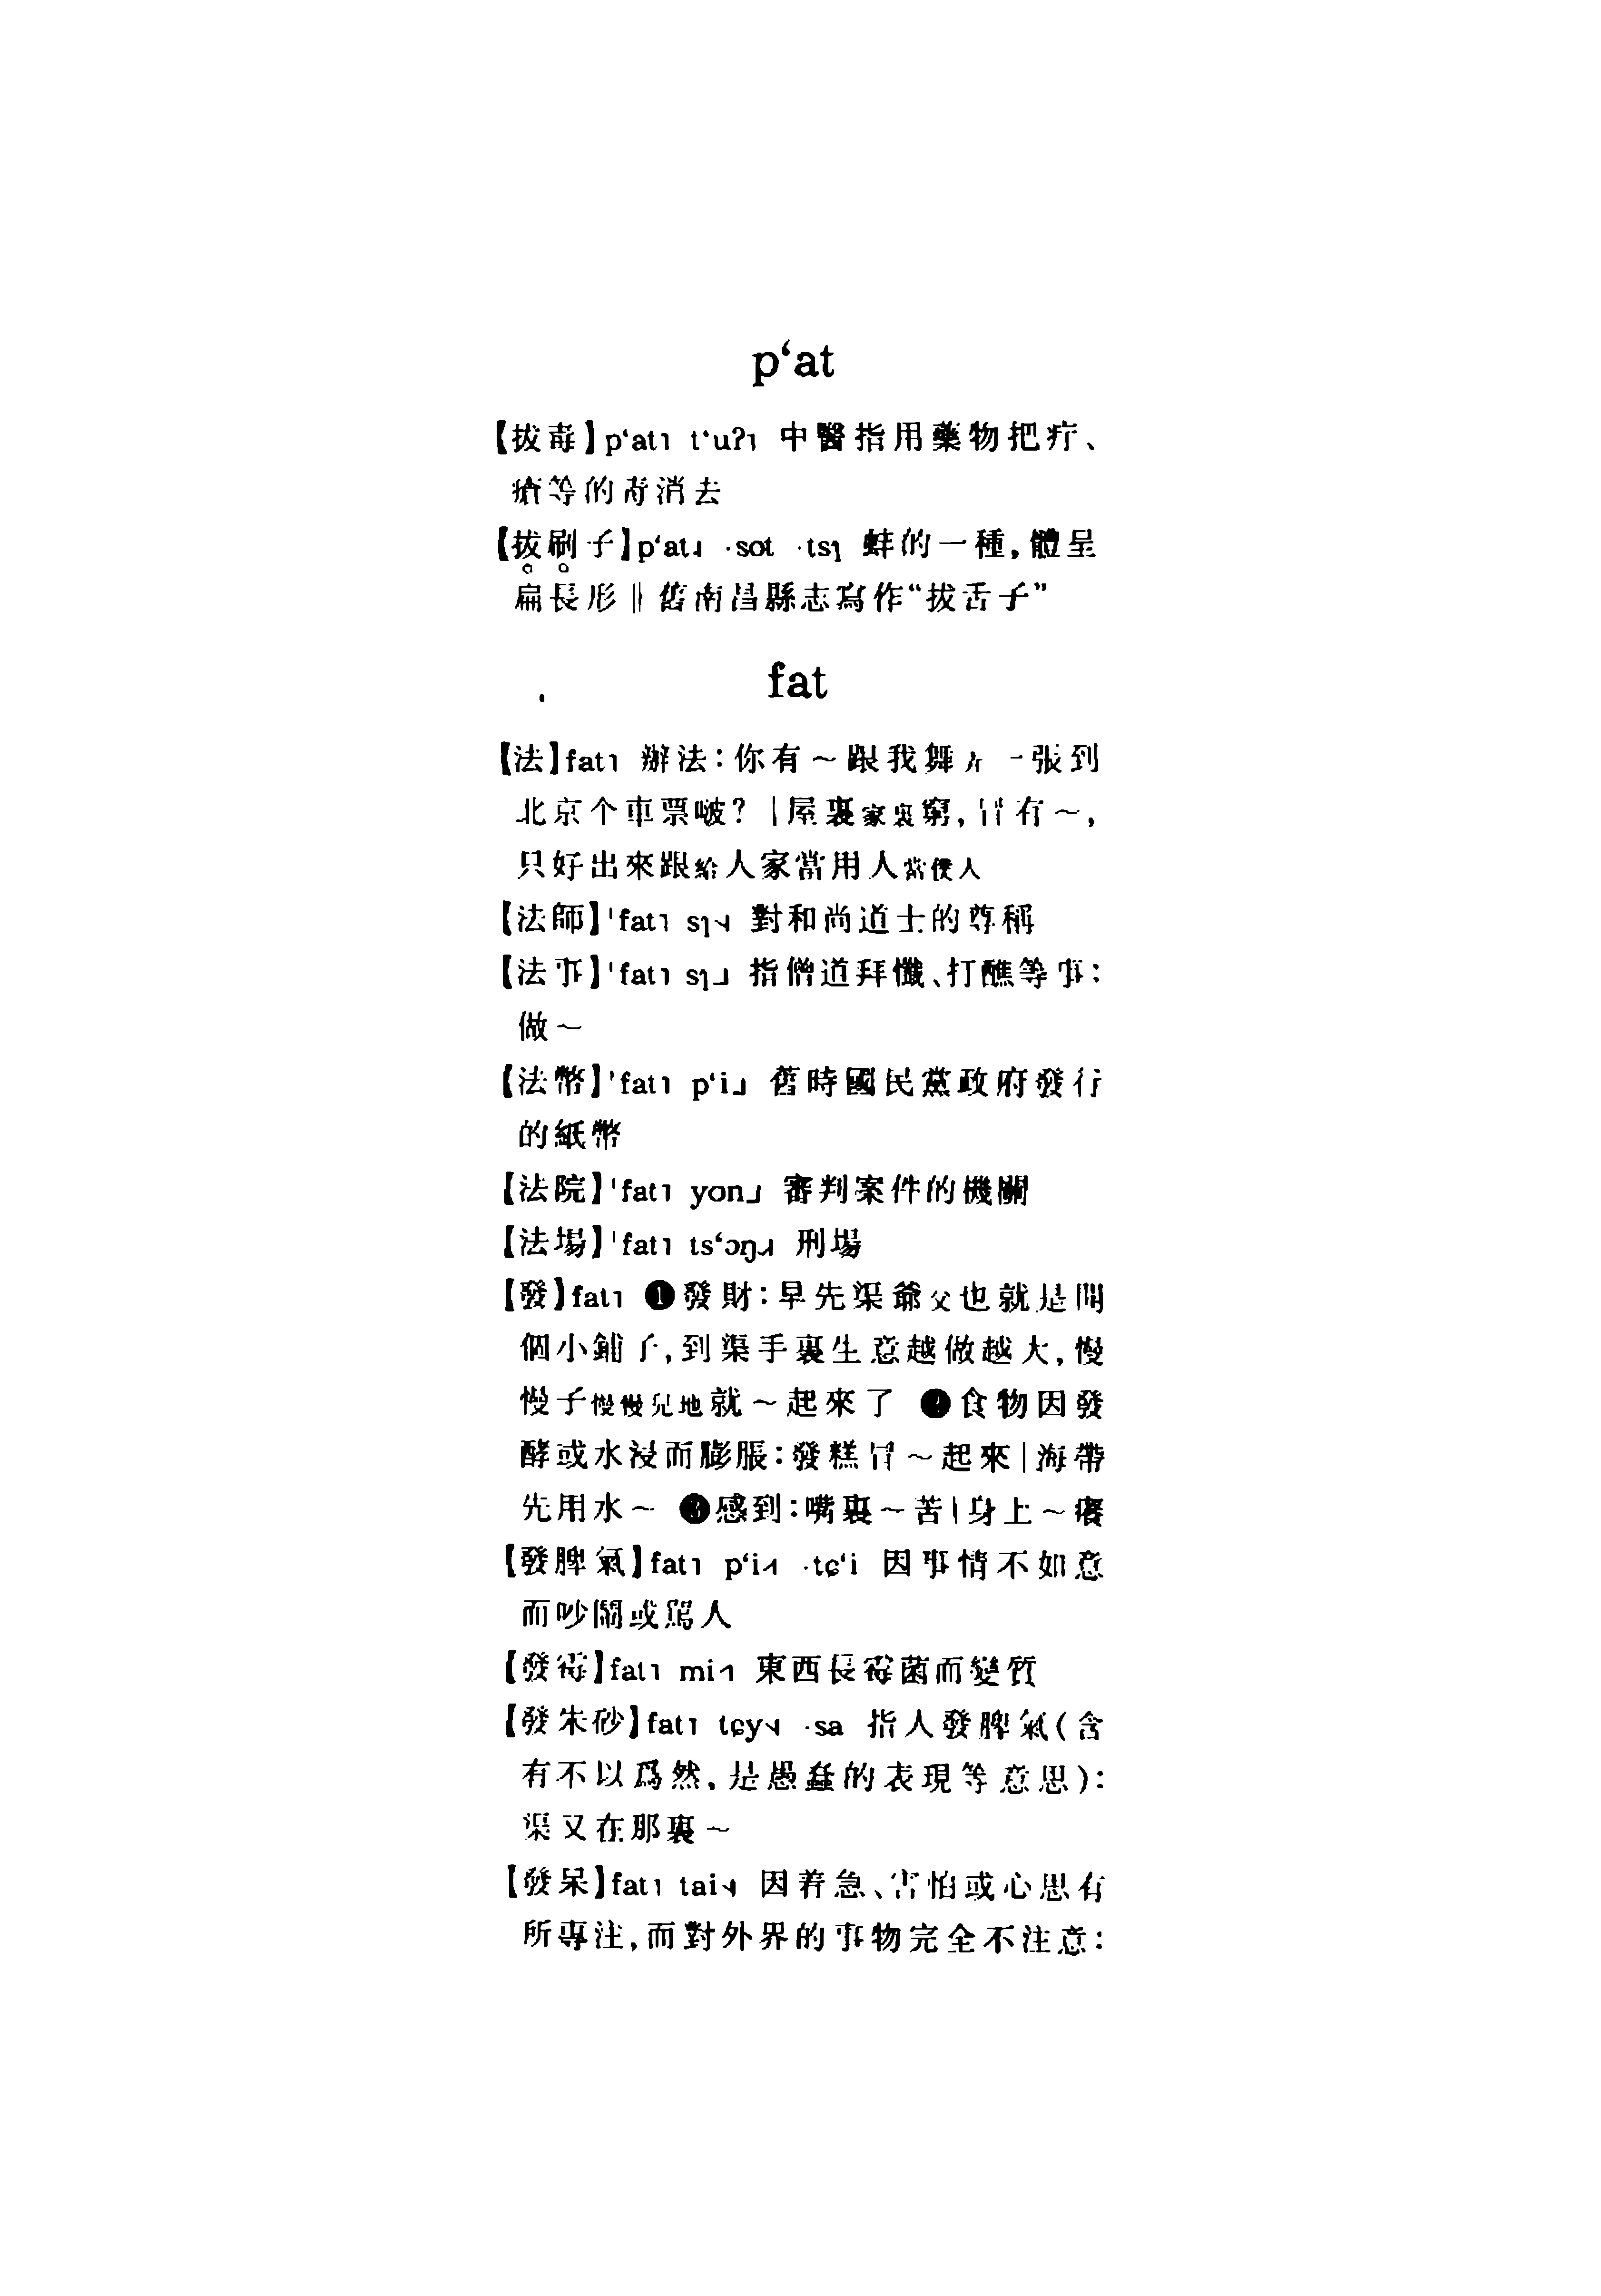 p‘at
【拔毒】p‘at˥ t‘uʔ˥ 中醫指用藥物把疔、
瘡等的毒消去
【拔刷子】p‘at˩ ·sot ·tsɿ 蚌的一種,體呈
扁長形‖舊南昌縣志寫作“拔舌子”
fat
【法】fat˥ 辦法:你有～跟我舞弄一張到
北京个車票啵?|屋裏家裏窮,冇有～,
只好出來跟給人家當用人當僕人
【法師】ˈfat˥ sɿ˧˩ 對和尚道士的尊稱
【法事】ˈfat˥ sɿ˩ 指僧道拜懺、打醮等事:
做～
【法幣】ˈfat˥ p‘i˩ 舊時國民黨政府發行
的紙幣
【法院】ˈfat˥ yon˩ 審判案件的機關
【法場】ˈfat˥ ts‘ɔŋ 刑場
【發】fat˥ ❶發財:早先渠爺父也就是開
個小鋪子,到渠手裏生意越做越大,慢
慢子慢慢兒地就～起來了 ❷食物因發
酵或水浸而膨脹:發糕冒～起來|海帶
先用水～ ❸感到:嘴裏～苦|身上～癢
【發脾氣】fat˥ p‘i ·tɕ‘i 因事情不如意
而吵鬧或罵人
【發霉】fat˥ mi 東西長霉菌而變質
【發朱砂】fat˥ tɕy˧˩ ·sa 指人發脾氣(含
有不以爲然,是愚蠢的表現等意思):
渠又在那裏～
【發呆】fat˥ tai˧˩ 因着急、害怕或心思有
所專注,而對外界的事物完全不注意: